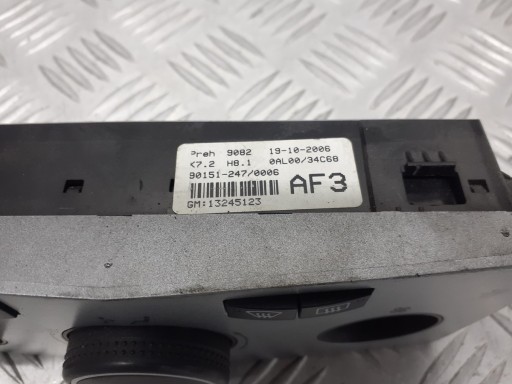 Preh 9082 19-10-2006
K7.2 H8.1 0AL00/34C68
90151-247/0006
AF3
GM:13245123